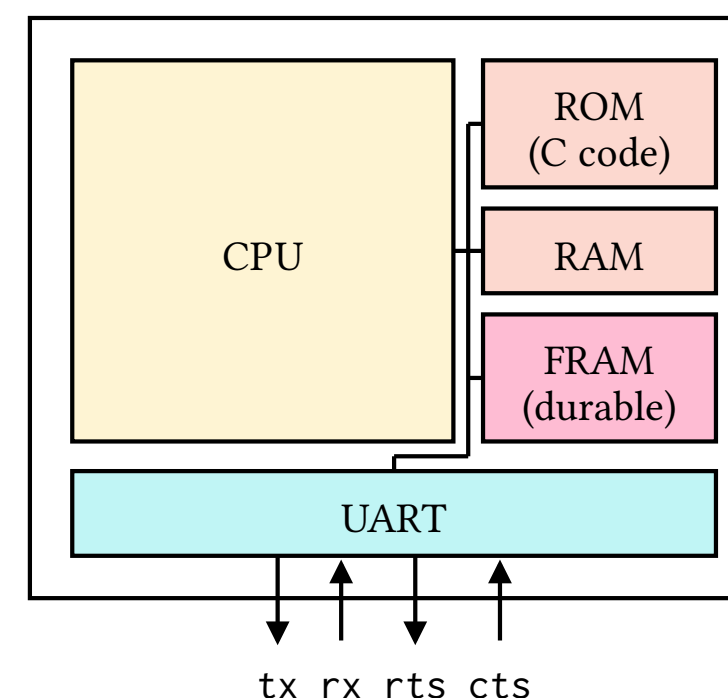 ROM
(C code)
CPU
RAM
FRAM
(durable)
UART
tx rx rts cts